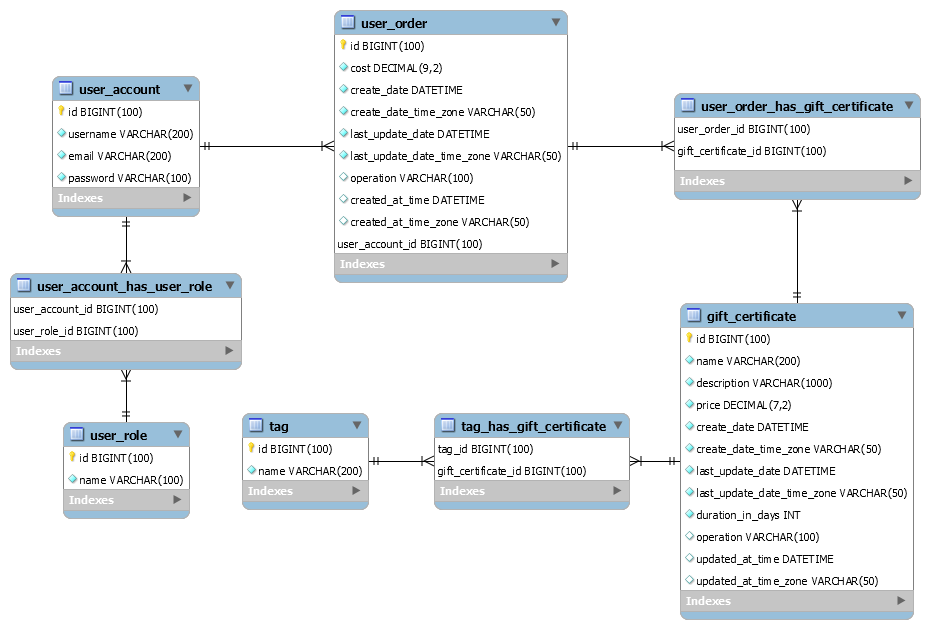 user_order
id BIGINT(100)
cost DECIMAL(9,2)
create_date DATETIME
create_date_time_zone VARCHAR(50)
last_update_date DATETIME
last_update_date_time_zone VARCHAR(50)
operation VARCHAR(100)
created_at_time DATETIME
created_at_time_zone VARCHAR(50)
user_account_id BIGINT(100)
Indexes
user_account
id BIGINT(100)
username VARCHAR(200)
email VARCHAR(200)
password VARCHAR(100)
Indexes
user_order_has_gift_certificate
user_order_id BIGINT(100)
gift_certificate_id BIGINT(100)
Indexes
user_account_has_user_role
user_account_id BIGINT(100)
user_role_id BIGINT(100)
Indexes
gift_certificate
id BIGINT(100)
name VARCHAR(200)
description VARCHAR(1000)
price DECIMAL(7,2)
create_date DATETIME
create_date_time_zone VARCHAR(50)
last_update_date DATETIME
last_update_date_time_zone VARCHAR(50)
duration_in_days INT
operation VARCHAR(100)
updated_at_time DATETIME
updated_at_time_zone VARCHAR(50)
Indexes
user_role
id BIGINT(100)
name VARCHAR(100)
Indexes
tag
id BIGINT(100)
name VARCHAR(200)
Indexes
tag_has_gift_certificate
tag_id BIGINT(100)
gift_certificate_id BIGINT(100)
Indexes